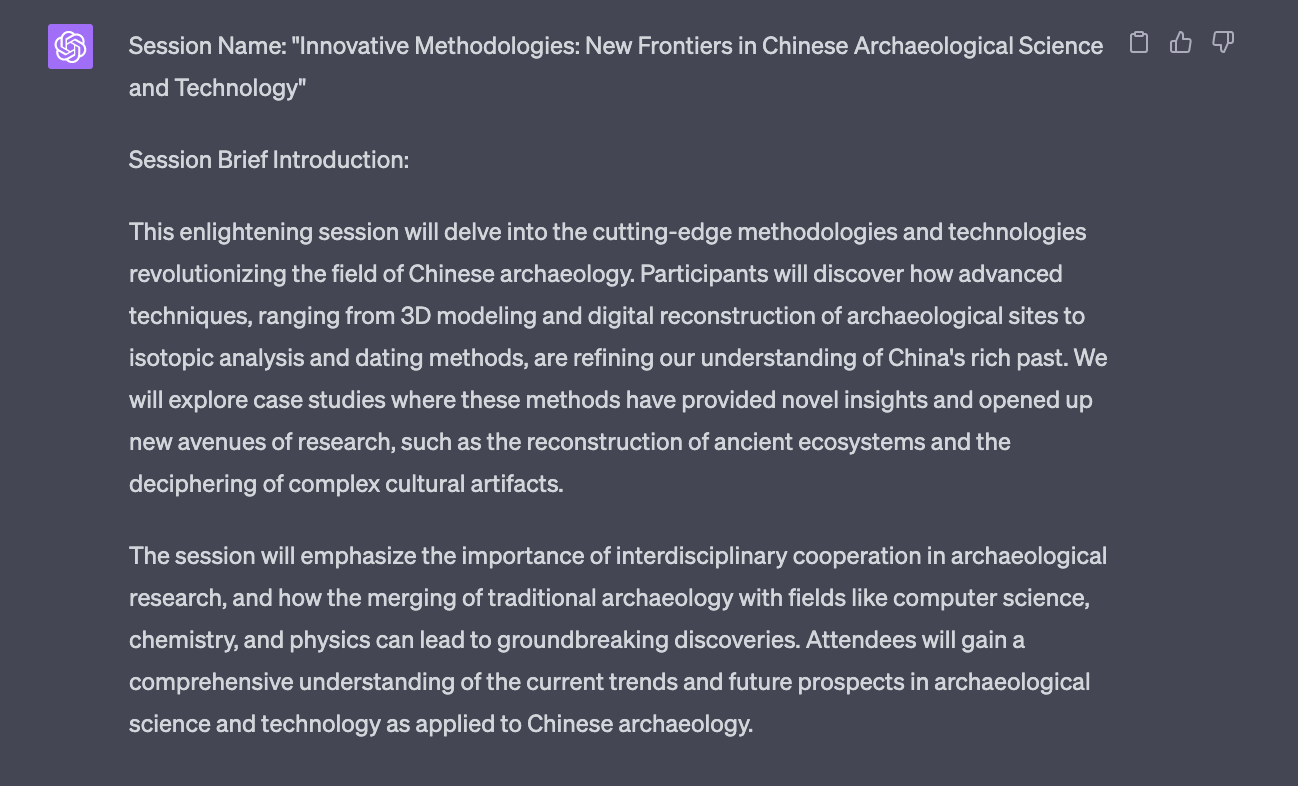 Session Name: "Innovative Methodologies: New Frontiers in Chinese Archaeological Science
and Technology"
Session Brief Introduction:
This enlightening session will delve into the cutting-edge methodologies and technologies
revolutionizing the field of Chinese archaeology. Participants will discover how advanced
techniques, ranging from 3D modeling and digital reconstruction of archaeological sites to
isotopic analysis and dating methods, are refining our understanding of China's rich past. We
will explore case studies where these methods have provided novel insights and opened up
new avenues of research, such as the reconstruction of ancient ecosystems and the
deciphering of complex cultural artifacts.
The session will emphasize the importance of interdisciplinary cooperation in archaeological
research, and how the merging of traditional archaeology with fields like computer science,
chemistry, and physics can lead to groundbreaking discoveries. Attendees will gain a
comprehensive understanding of the current trends and future prospects in archaeological
science and technology as applied to Chinese archaeology.